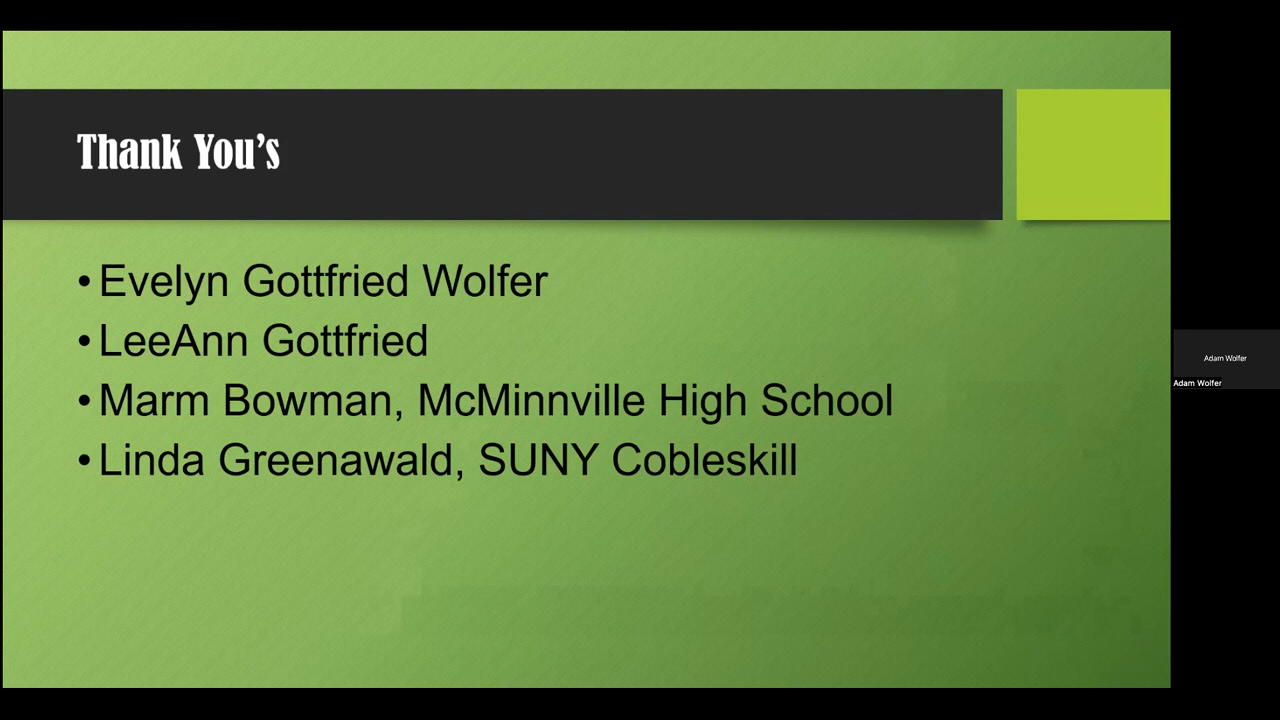 Thank You's
• Evelyn Gottfried Wolfer
• LeeAnn Gottfried
• Marm Bowman, McMinnville High School
• Linda Greenawald, SUNY Cobleskill
Adam Wolfer
Adam Wolfer